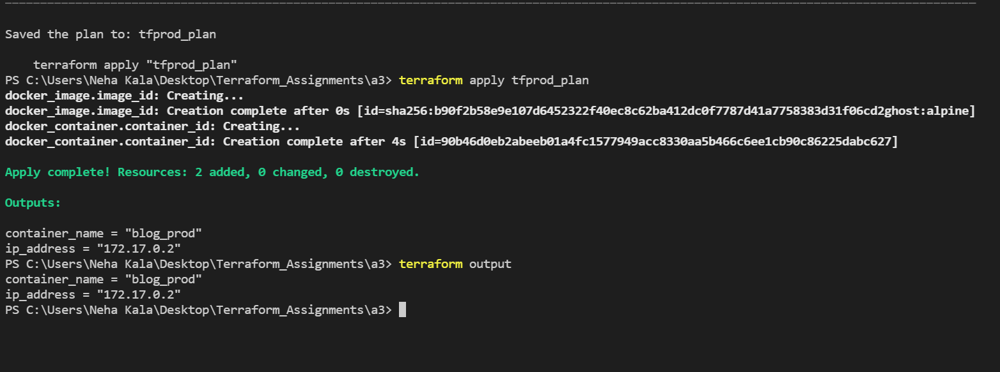 Saved the plan to: tfprod_plan
terraform apply "tfprod_plan"
PS C:\Users\Neha Kala\Desktop\Terraform_Assignments\a3> terraform apply tfprod_plan
docker_image.image_id: Creating...
docker_image.image_id: Creation complete after 0s [id=sha256:b90f2b58e9e107d6452322f40ec8c62ba412dc0f7787d41a7758383d31f06cd2ghost:alpine]
docker_container.container_id: Creating...
docker_container.container_id: Creation complete after 4s [id=90b46d0eb2abeeb01a4fc1577949acc8330aa5b466c6ee1cb90c86225dabc627]
Apply complete! Resources: 2 added, 0 changed, 0 destroyed.
Outputs:
container_name = "blog_prod"
ip_address = "172.17.0.2"
PS C:\Users\Neha Kala\Desktop\Terraform_Assignments\a3> terraform output
container_name = "blog_prod"
ip_address = "172.17.0.2"
PS C:\Users\Neha Kala\Desktop\Terraform_Assignments\a3>